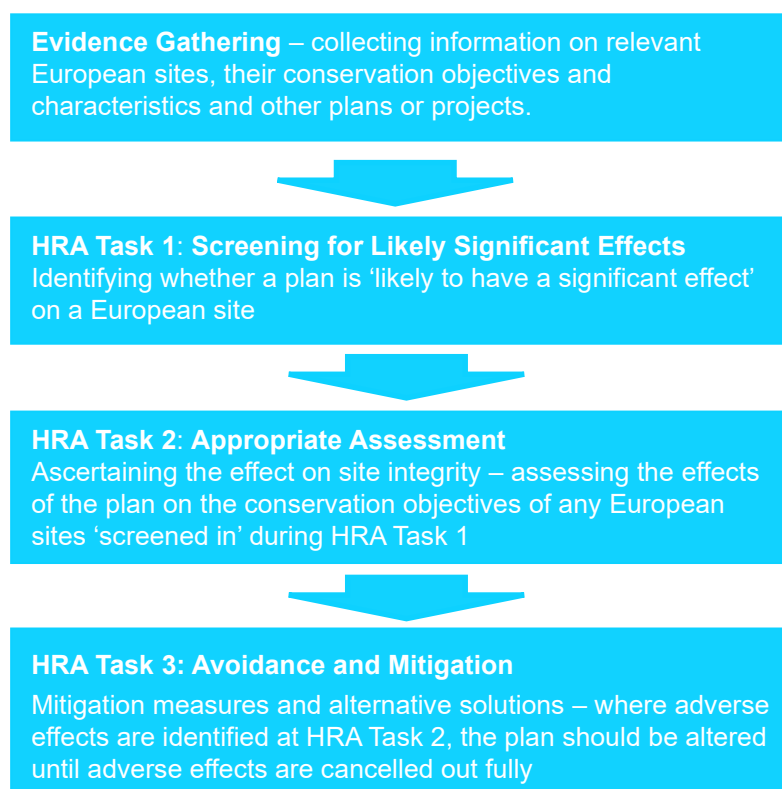 Evidence Gathering – collecting information on relevant
European sites, their conservation objectives and
characteristics and other plans or projects.
HRA Task 1: Screening for Likely Significant Effects
Identifying whether a plan is ‘likely to have a significant effect’
on a European site
HRA Task 2: Appropriate Assessment
Ascertaining the effect on site integrity – assessing the effects
of the plan on the conservation objectives of any European
sites ‘screened in’ during HRA Task 1
HRA Task 3: Avoidance and Mitigation
Mitigation measures and alternative solutions – where adverse
effects are identified at HRA Task 2, the plan should be altered
until adverse effects are cancelled out fully